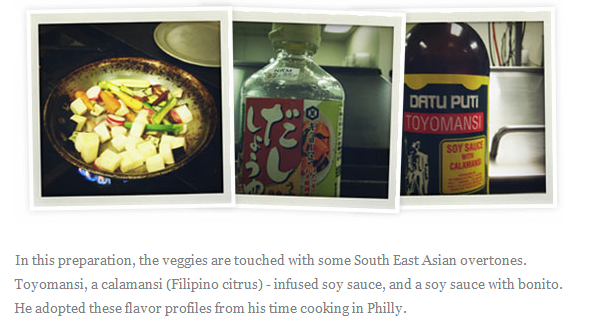 だし
しょうゆ
DATU PUTI
TOYOMANSI
SOY SAUCE
WITH
CALAMANSI
In this preparation, the veggies are touched with some South East Asian overtones.
Toyomansi, a calamansi (Filipino citrus) - infused soy sauce, and a soy sauce with bonito.
He adopted these flavor profiles from his time cooking in Philly.